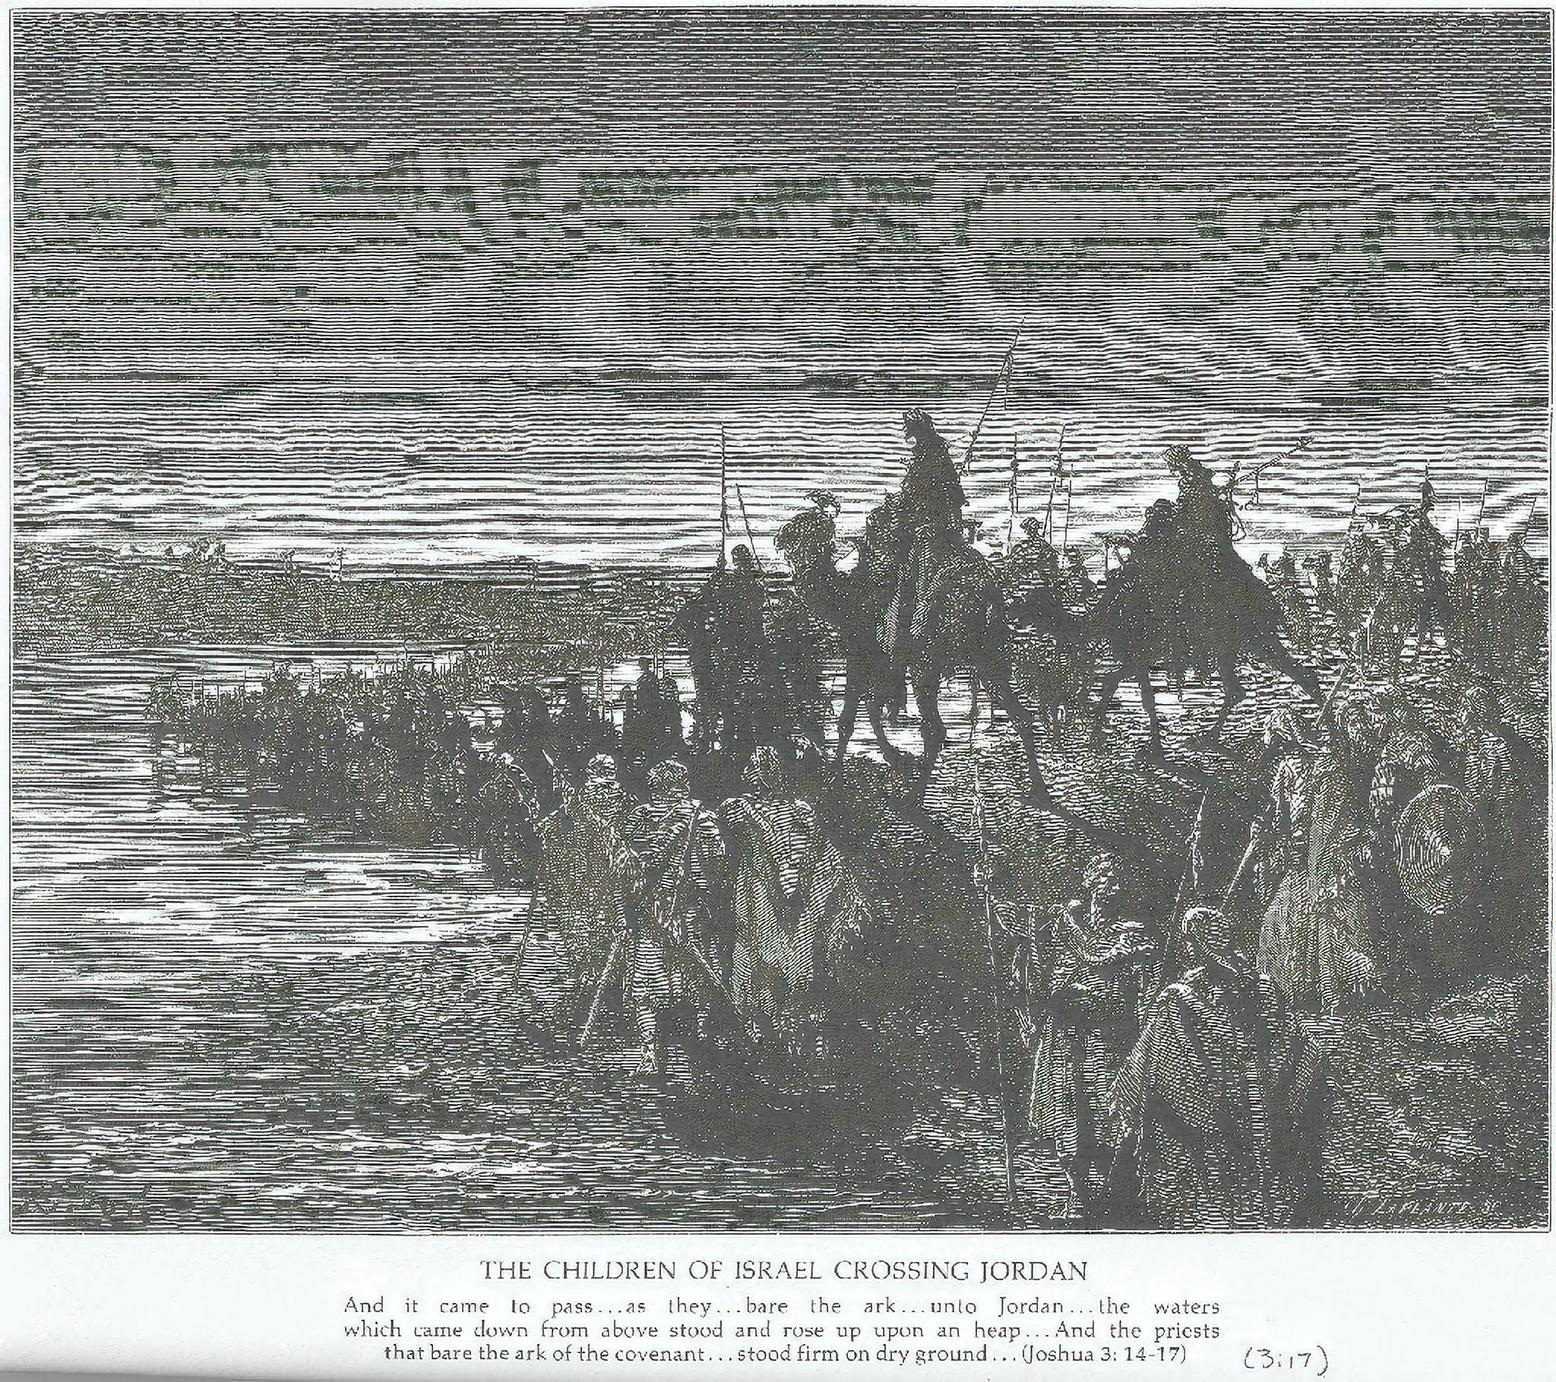 C. LAPLANTE SC
THE CHILDREN OF ISRAEL CROSSING JORDAN
And it came to pass...as they...bare the ark...unto Jordan...the waters
which came down from above stood and rose up upon an heap...And the priests
that bare the ark of the covenant...stood firm on dry ground...(Joshua 3: 14-17) (3:17)